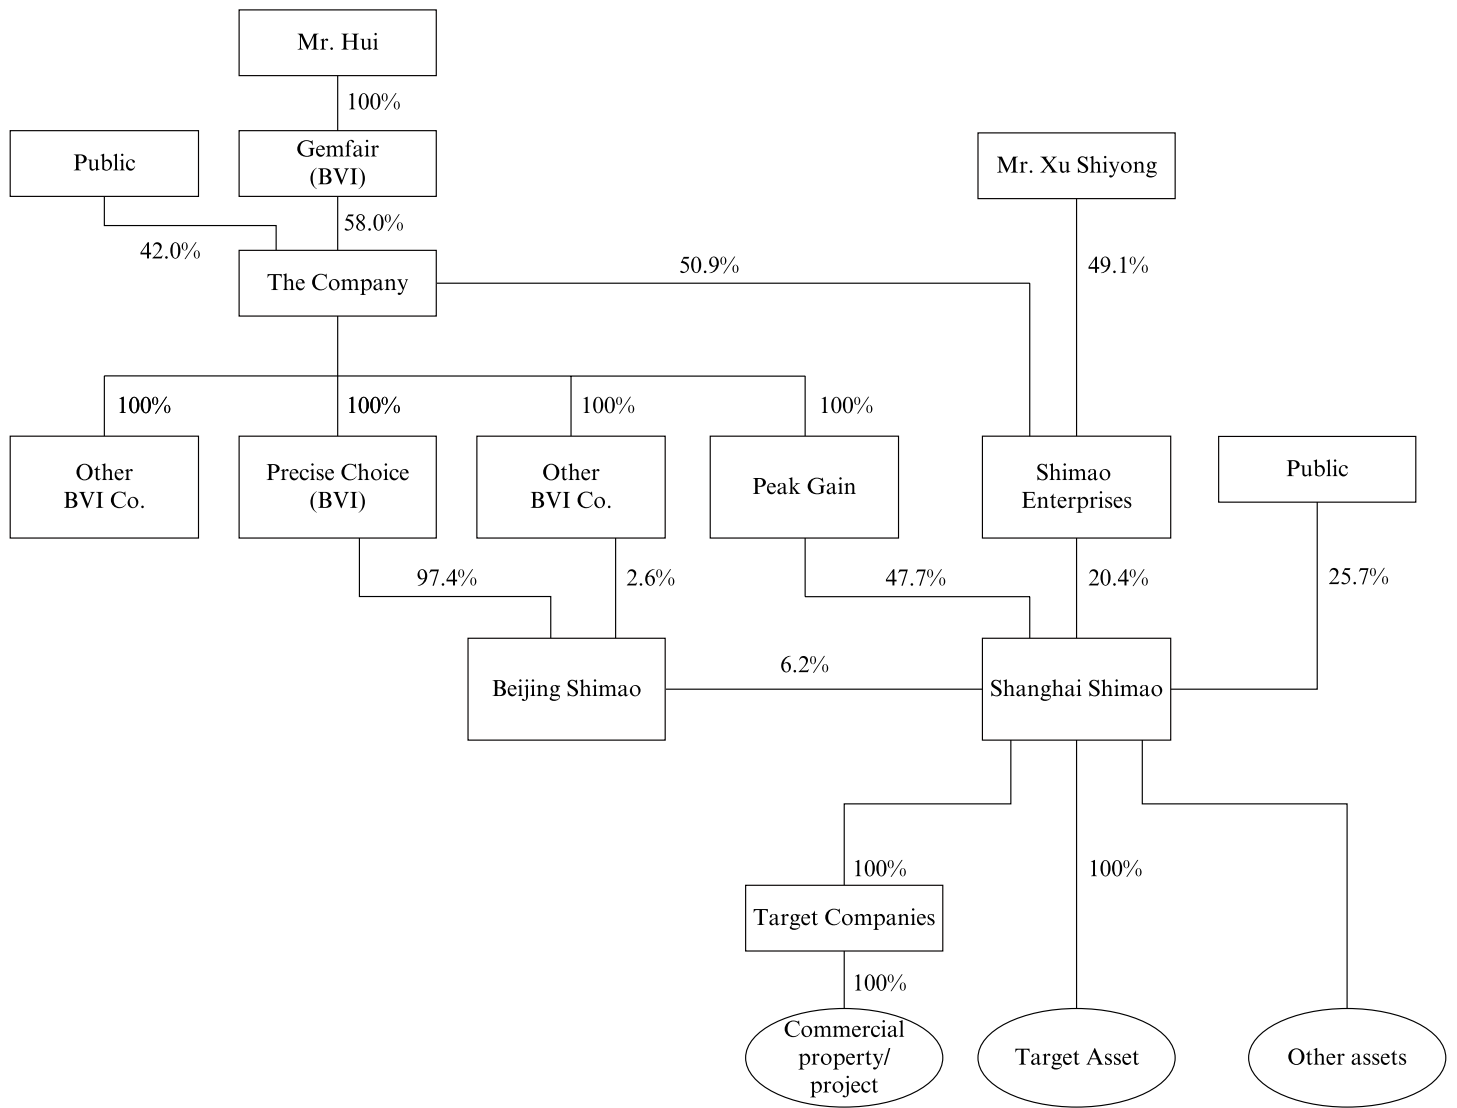 Mr. Hui
100%
Public
Gemfair
(BVI)
Mr. Xu Shiyong
42.0%
58.0%
The Company
50.9%
49.1%
100%
100%
100%
100%
Other
BVI Co.
Precise Choice
(BVI)
Other
BVI Co.
Peak Gain
Shimao
Enterprises
Public
97.4%
2.6%
47.7%
20.4%
25.7%
Beijing Shimao
6.2%
Shanghai Shimao
100%
100%
Target Companies
100%
Commercial
property/
project
Target Asset
Other assets